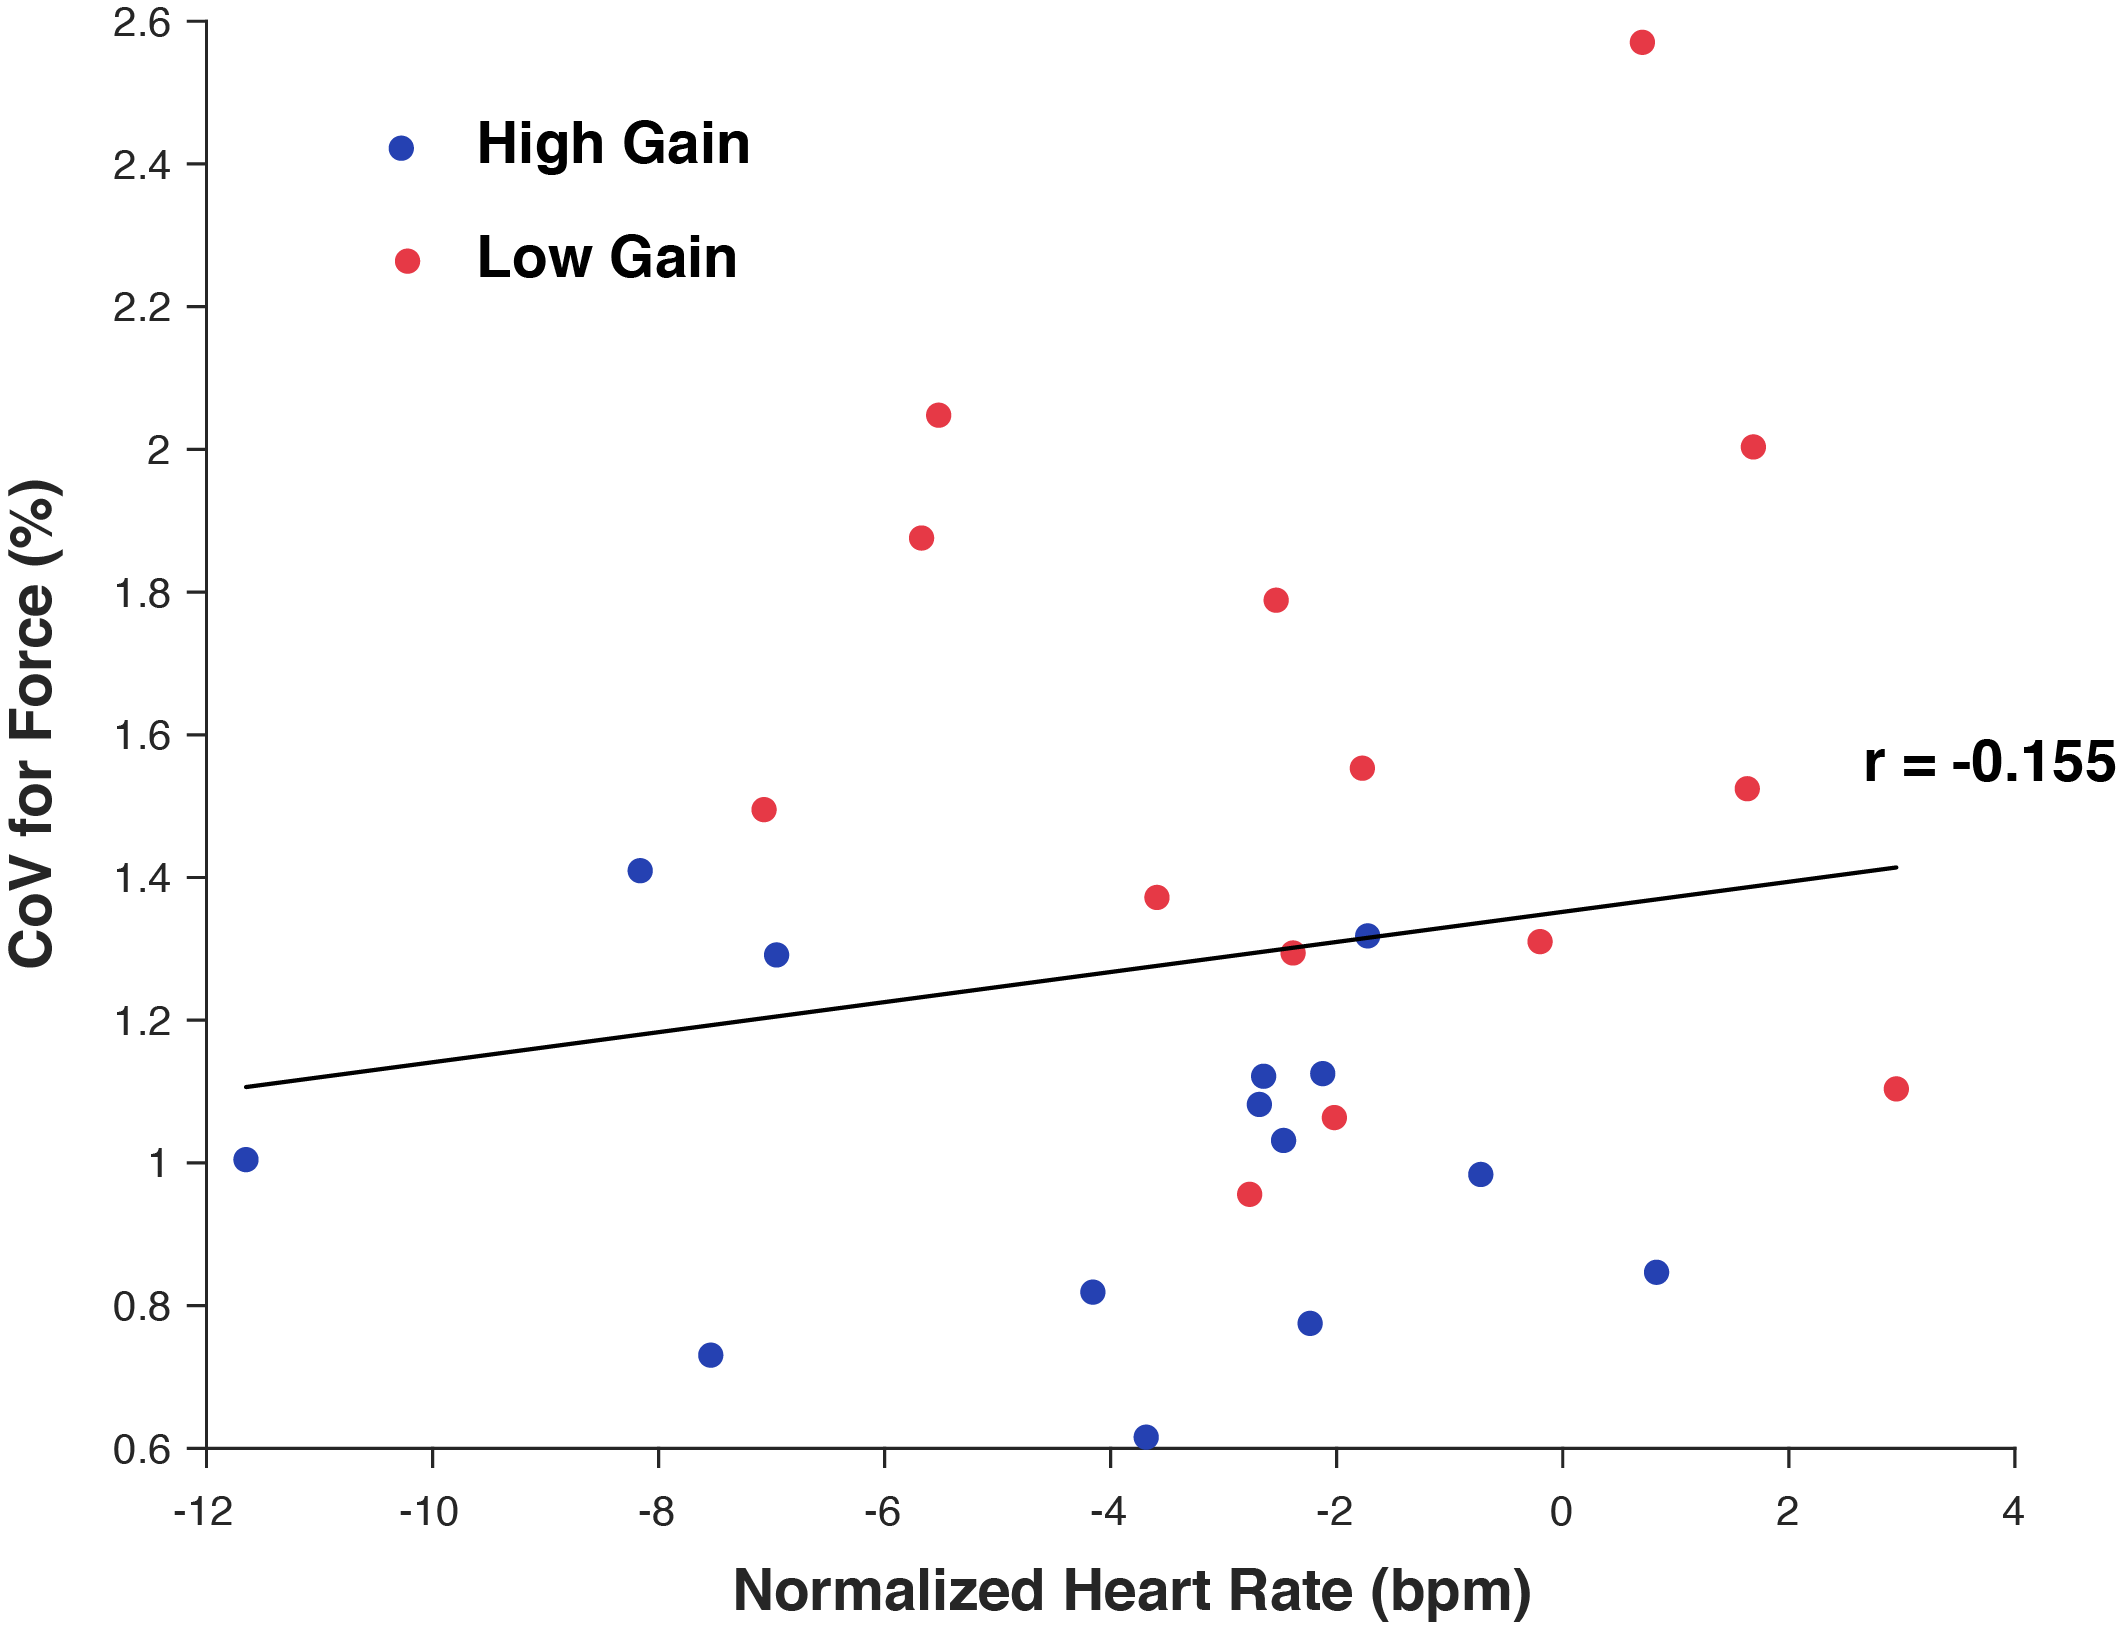 2.6
2.4
2.2
2
1.8
1.6
1.4
1.2
1
0.8
0.6
CoV for Force (%)
High Gain
Low Gain
r = -0.155
-12 -10 -8 -6 -4 -2 0 2 4
Normalized Heart Rate (bpm)